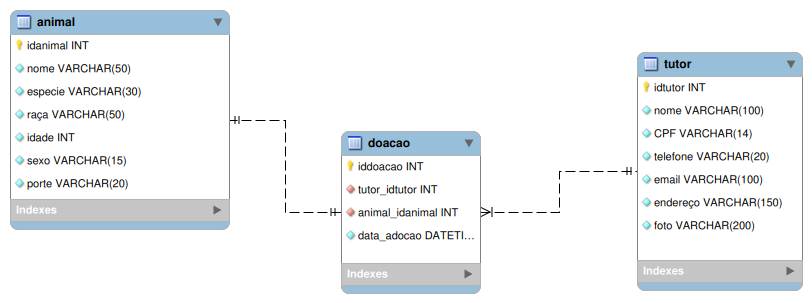 animal
idanimal INT
nome VARCHAR(50)
especie VARCHAR(30)
raça VARCHAR(50)
idade INT
sexo VARCHAR(15)
porte VARCHAR(20)
Indexes
doacao
iddoacao INT
tutor_idtutor INT
animal_idanimal INT
data_adocao DATETI...
Indexes
tutor
idtutor INT
nome VARCHAR(100)
CPF VARCHAR(14)
telefone VARCHAR(20)
email VARCHAR(100)
endereço VARCHAR(150)
foto VARCHAR(200)
Indexes